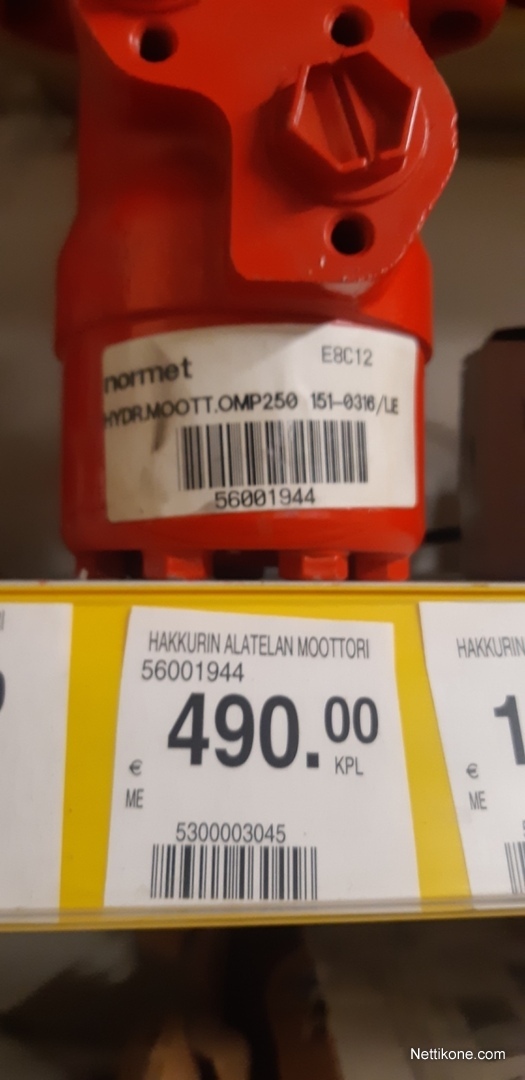 normet
E8C12
HYDR.MOOTT.OMP250 151-0316/LE
56001944
HAKKURIN ALATELAN MOOTTORI
56001944
490.00
€
KPL
ME
5300003045
HAKKURIN
€
ME
Nettikone.com